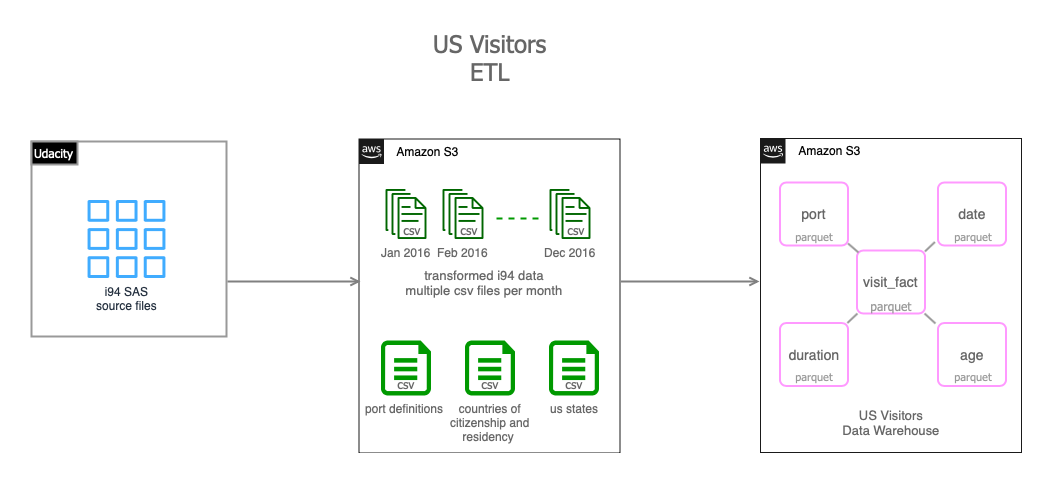 US Visitors
ETL
Udacity
i94 SAS
source files
aws
Amazon S3
CSV
CSV
CSV
Jan 2016
Feb 2016
Dec 2016
transformed i94 data
multiple csv files per month
CSV
CSV
CSV
port definitions
countries of
citizenship and
residency
us states
aws
Amazon S3
port
parquet
date
parquet
visit_fact
parquet
duration
parquet
age
parquet
US Visitors
Data Warehouse